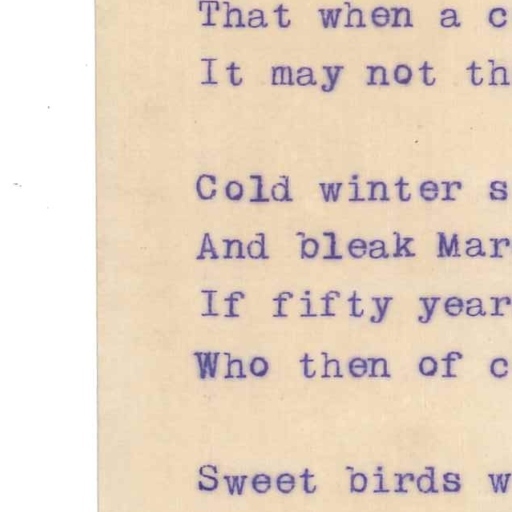 That when a c
It may not th
Cold winter s
And bleak Mar
If fifty year
Who then of c
Sweet birds w